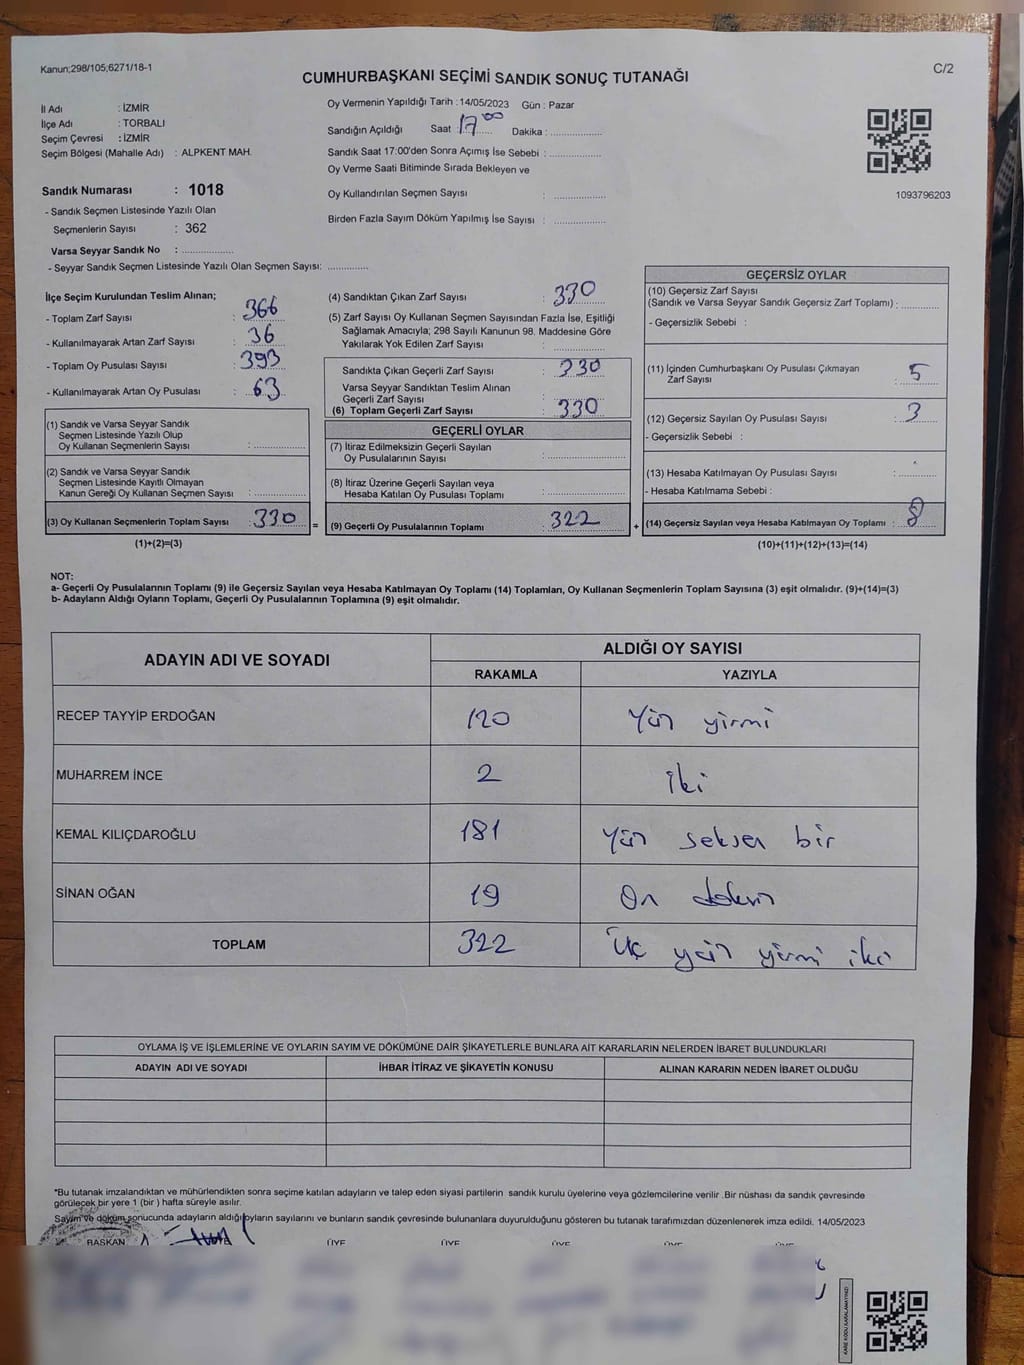 Kanun;298/105,6271/18-1
CUMHURBAŞKANI SEÇİMİ SANDIK SONUÇ TUTANAĞI
C/2
İl Adı : İZMİR
İlçe Adı : TORBALI
Seçim Çevresi : İZMİR
Seçim Bölgesi (Mahalle Adı) : ALPKENT MAH.
Sandık Numarası : 1018
- Sandık Seçmen Listesinde Yazılı Olan
Seçmenlerin Sayısı : 362
Varsa Seyyar Sandık No : ..................
- Seyyar Sandık Seçmen Listesinde Yazılı Olan Seçmen Sayısı: ..............
Oy Vermenin Yapıldığı Tarih :14/05/2023 Gün : Pazar
Sandığın Açıldığı Saat :17 00 Dakika : ..................
Sandık Saat 17:00'den Sonra Açımış İse Sebebi : ..................
Oy Verme Saati Bitiminde Sırada Bekleyen ve
Oy Kullandırılan Seçmen Sayısı : ..................
Birden Fazla Sayım Döküm Yapılmış İse Sayısı : ..................
1093796203
İlçe Seçim Kurulundan Teslim Alınan;
- Toplam Zarf Sayısı : 366
- Kullanılmayarak Artan Zarf Sayısı : 36
- Toplam Oy Pusulası Sayısı : 393
- Kullanılmayarak Artan Oy Pusulası : 63
(1) Sandık ve Varsa Seyyar Sandık
Seçmen Listesinde Yazılı Olup
Oy Kullanan Seçmenlerin Sayısı : ..................
(2) Sandık ve Varsa Seyyar Sandık
Seçmen Listesinde Kayıtlı Olmayan
Kanun Gereği Oy Kullanan Seçmen Sayısı : ..................
(3) Oy Kullanan Seçmenlerin Toplam Sayısı : 330 =
(1)+(2)=(3)
(4) Sandıktan Çıkan Zarf Sayısı : 330
(5) Zarf Sayısı Oy Kullanan Seçmen Sayısından Fazla İse, Eşitliği
Sağlamak Amacıyla; 298 Sayılı Kanunun 98. Maddesine Göre
Yakılarak Yok Edilen Zarf Sayısı : ..................
Sandıkta Çıkan Geçerli Zarf Sayısı : 330
Varsa Seyyar Sandıktan Teslim Alınan
Geçerli Zarf Sayısı : ..................
(6) Toplam Geçerli Zarf Sayısı : 330
GEÇERLİ OYLAR
(7) İtiraz Edilmeksizin Geçerli Sayılan
Oy Pusulalarının Sayısı : ..................
(8) İtiraz Üzerine Geçerli Sayılan veya
Hesaba Katılan Oy Pusulası Toplamı : ..................
(9) Geçerli Oy Pusulalarının Toplamı : 322 +
GEÇERSİZ OYLAR
(10) Geçersiz Zarf Sayısı
(Sandık ve Varsa Seyyar Sandık Geçersiz Zarf Toplamı) : ............
- Geçersizlik Sebebi :
(11) İçinden Cumhurbaşkanı Oy Pusulası Çıkmayan
Zarf Sayısı : 5
(12) Geçersiz Sayılan Oy Pusulası Sayısı : 3
- Geçersizlik Sebebi :
(13) Hesaba Katılmayan Oy Pusulası Sayısı : ............
- Hesaba Katılmama Sebebi :
(14) Geçersiz Sayılan veya Hesaba Katılmayan Oy Toplamı : 8
(10)+(11)+(12)+(13)=(14)
NOT:
a- Geçerli Oy Pusulalarının Toplamı (9) ile Geçersiz Sayılan veya Hesaba Katılmayan Oy Toplamı (14) Toplamları, Oy Kullanan Seçmenlerin Toplam Sayısına (3) eşit olmalıdır. (9)+(14)=(3)
b- Adayların Aldığı Oyların Toplamı, Geçerli Oy Pusulalarının Toplamına (9) eşit olmalıdır.
ADAYIN ADI VE SOYADI
ALDIĞI OY SAYISI
RAKAMLA YAZIYLA
RECEP TAYYİP ERDOĞAN 120 Yüz yirmi
MUHARREM İNCE 2 iki
KEMAL KILIÇDAROĞLU 181 Yüz seksen bir
SİNAN OĞAN 19 On dokuz
TOPLAM 322 Üç yüz yirmi iki
OYLAMA İŞ VE İŞLEMLERİNE VE OYLARIN SAYIM VE DÖKÜMÜNE DAİR ŞİKAYETLERLE BUNLARA AİT KARARLARIN NELERDEN İBARET BULUNDUKLARI
ADAYIN ADI VE SOYADI İHBAR İTİRAZ VE ŞİKAYETİN KONUSU ALINAN KARARIN NEDEN İBARET OLDUĞU
*Bu tutanak imzalandıktan ve mühürlendikten sonra seçime katılan adayların ve talep eden siyasi partilerin sandık kurulu üyelerine veya gözlemcilerine verilir .Bir nüshası da sandık çevresinde
görülecek bir yere 1 (bir ) hafta süreyle asılır.
Sayım ve döküm sonucunda adayların aldığı oyların sayılarını ve bunların sandık çevresinde bulunanlara duyurulduğunu gösteren bu tutanak tarafımızdan düzenlenerek imza edildi. 14/05/2023
BAŞKAN ÜYE ÜYE ÜYE ÜYE ÜYE